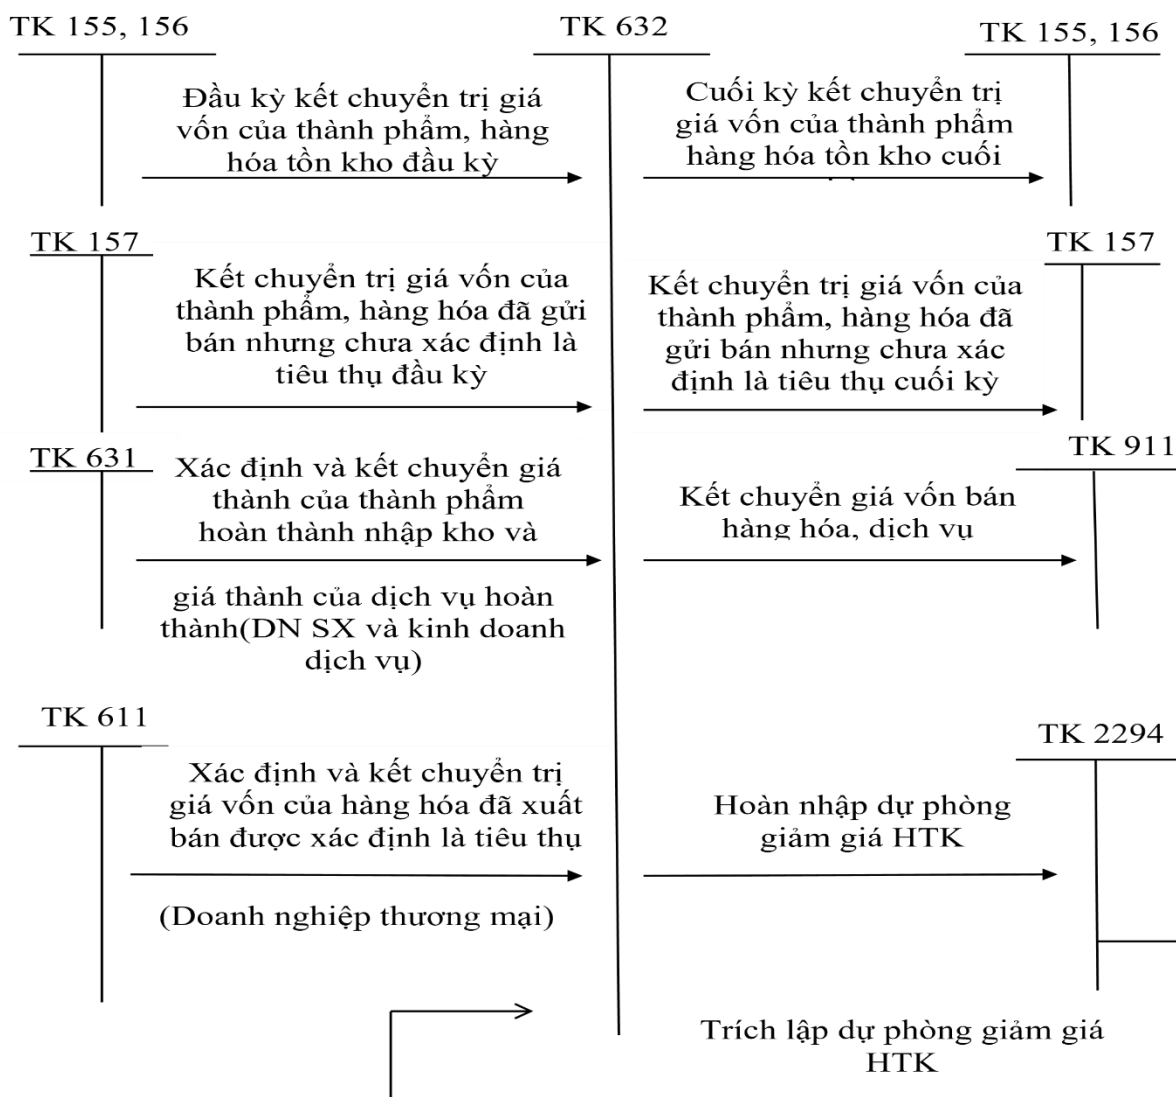 TK 155, 156
TK 632
TK 155, 156
Đầu kỳ kết chuyển trị giá
vốn của thành phẩm, hàng
hóa tồn kho đầu kỳ
Cuối kỳ kết chuyển trị
giá vốn của thành phẩm
hàng hóa tồn kho cuối
TK 157
TK 157
Kết chuyển trị giá vốn của
thành phẩm, hàng hóa đã gửi
bán nhưng chưa xác định là
tiêu thụ đầu kỳ
Kết chuyển trị giá vốn của
thành phẩm, hàng hóa đã
gửi bán nhưng chưa xác
định là tiêu thụ cuối kỳ
TK 631
TK 911
Xác định và kết chuyển giá
thành của thành phẩm
hoàn thành nhập kho và
giá thành của dịch vụ hoàn
thành(DN SX và kinh doanh
dịch vụ)
Kết chuyển giá vốn bán
hàng hóa, dịch vụ
TK 611
TK 2294
Xác định và kết chuyển trị
giá vốn của hàng hóa đã xuất
bán được xác định là tiêu thụ
(Doanh nghiệp thương mại)
Hoàn nhập dự phòng
giảm giá HTK
Trích lập dự phòng giảm giá
HTK